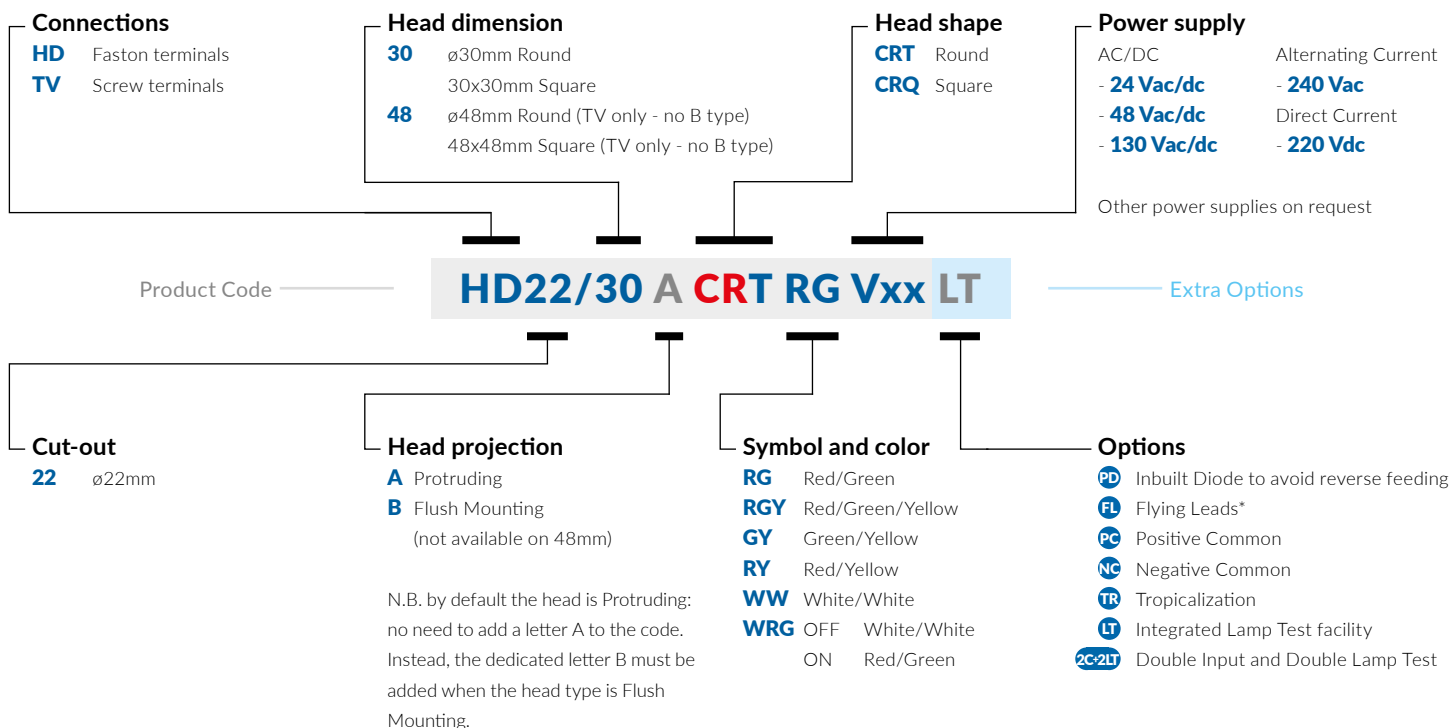 Connections
HD Faston terminals
TV Screw terminals
Head dimension
30 ø30mm Round
30x30mm Square
48 ø48mm Round (TV only - no B type)
48x48mm Square (TV only - no B type)
Head shape
CRT Round
CRQ Square
Power supply
AC/DC Alternating Current
- 24 Vac/dc - 240 Vac
- 48 Vac/dc Direct Current
- 130 Vac/dc - 220 Vdc
Other power supplies on request
Product Code HD22/30 A CRT RG Vxx LT Extra Options
Cut-out
22 ø22mm
Head projection
A Protruding
B Flush Mounting
(not available on 48mm)
N.B. by default the head is Protruding:
no need to add a letter A to the code.
Instead, the dedicated letter B must be
added when the head type is Flush
Mounting.
Symbol and color
RG Red/Green
RGY Red/Green/Yellow
GY Green/Yellow
RY Red/Yellow
WW White/White
WRG OFF White/White
ON Red/Green
Options
PD Inbuilt Diode to avoid reverse feeding
FL Flying Leads*
PC Positive Common
NC Negative Common
TR Tropicalization
LT Integrated Lamp Test facility
2C+2LT Double Input and Double Lamp Test